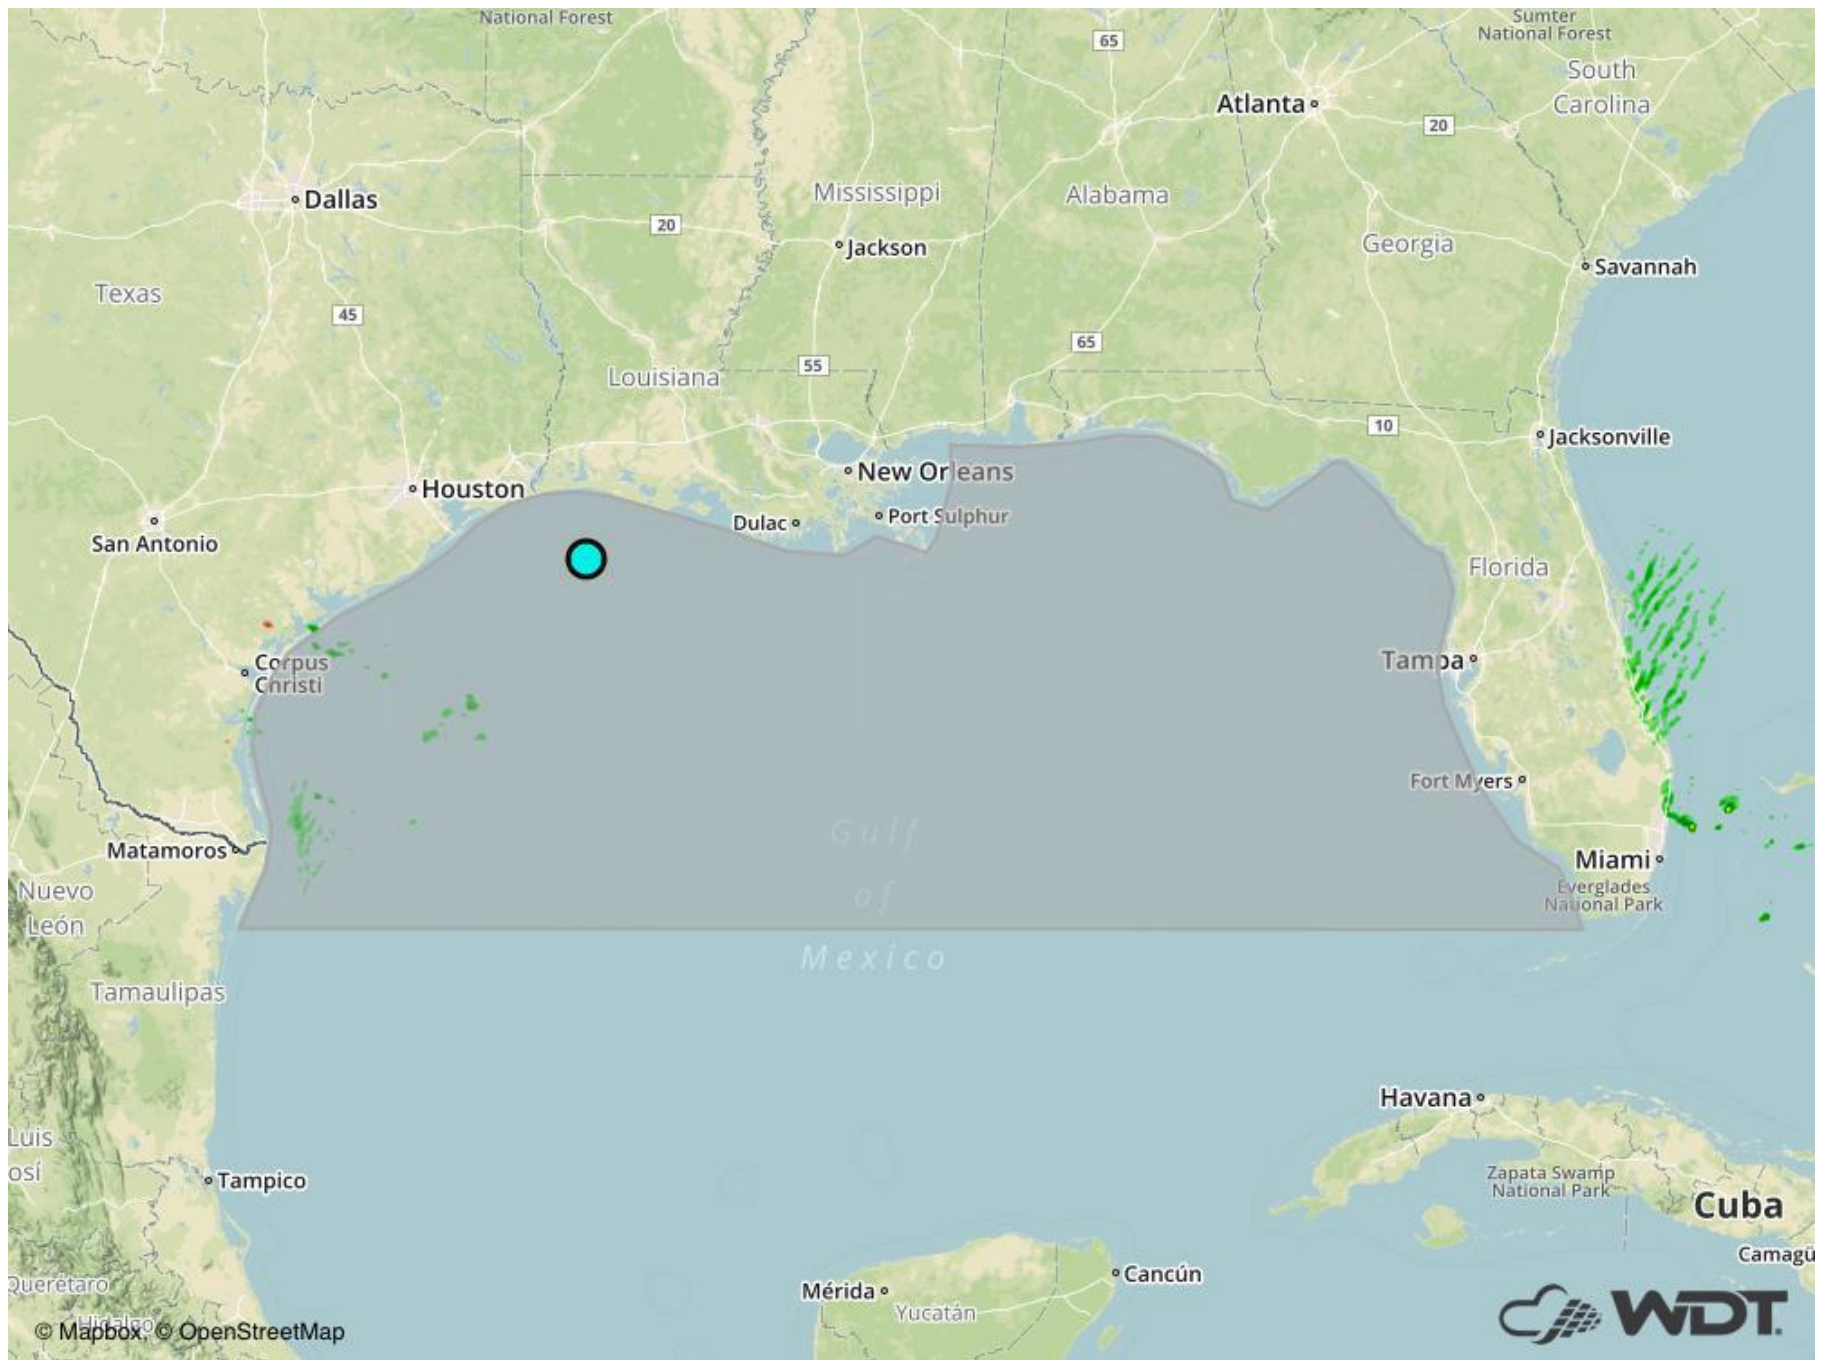 National Forest
65
Sumter
National Forest
South
Carolina
Atlanta
20
Dallas
Mississippi
Alabama
20
Jackson
Georgia
Savannah
Texas
45
65
55
Louisiana
10
Jacksonville
New Orleans
Houston
Port Sulphur
Dulac
San Antonio
Florida
Corpus
Christi
Tampa
Fort Myers
Gulf
of
Mexico
Matamoros
Miami
Everglades
National Park
Nuevo
León
Tamaulipas
Havana
Luis
osí
Tampico
Zapata Swamp
National Park
Cuba
Camagü
Cancún
Mérida
Yucatán
Querétaro
Hidalgo
© Mapbox, © OpenStreetMap
WDT.